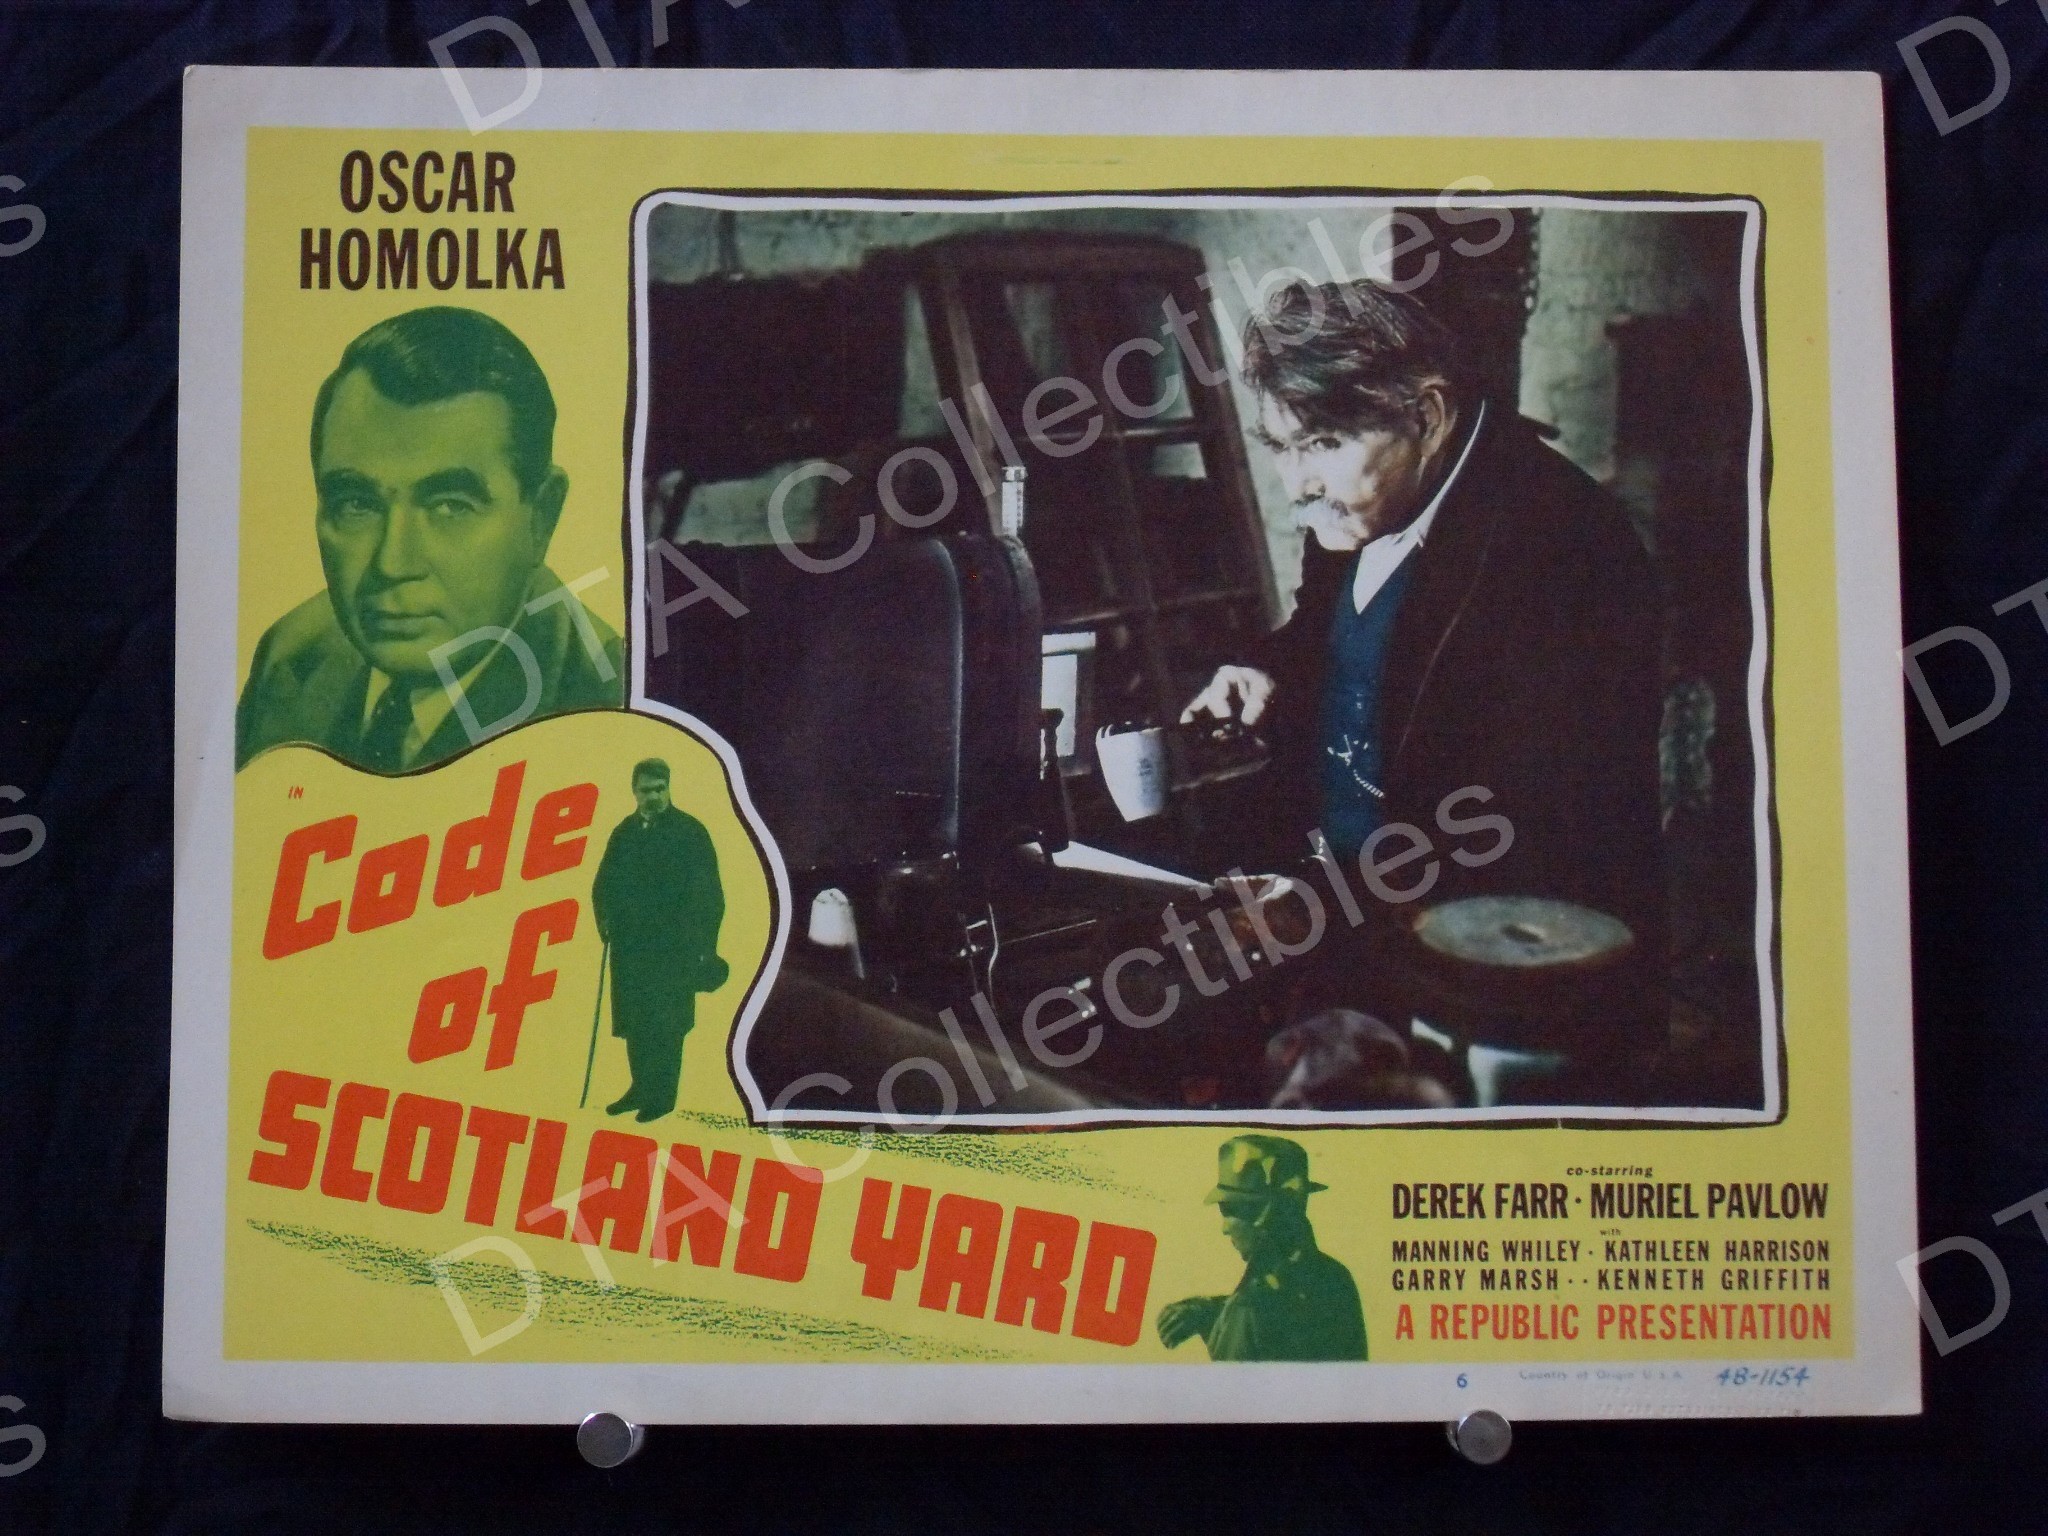 OSCAR
HOMOLKA
IN
Code
of
SCOTLAND YARD
co-starring
DEREK FARR · MURIEL PAVLOW
with
MANNING WHILEY · KATHLEEN HARRISON
GARRY MARSH · · KENNETH GRIFFITH
A REPUBLIC PRESENTATION
6 Country of Origin U.S.A. 48-1154
DTA Collectibles
DTA Collectibles